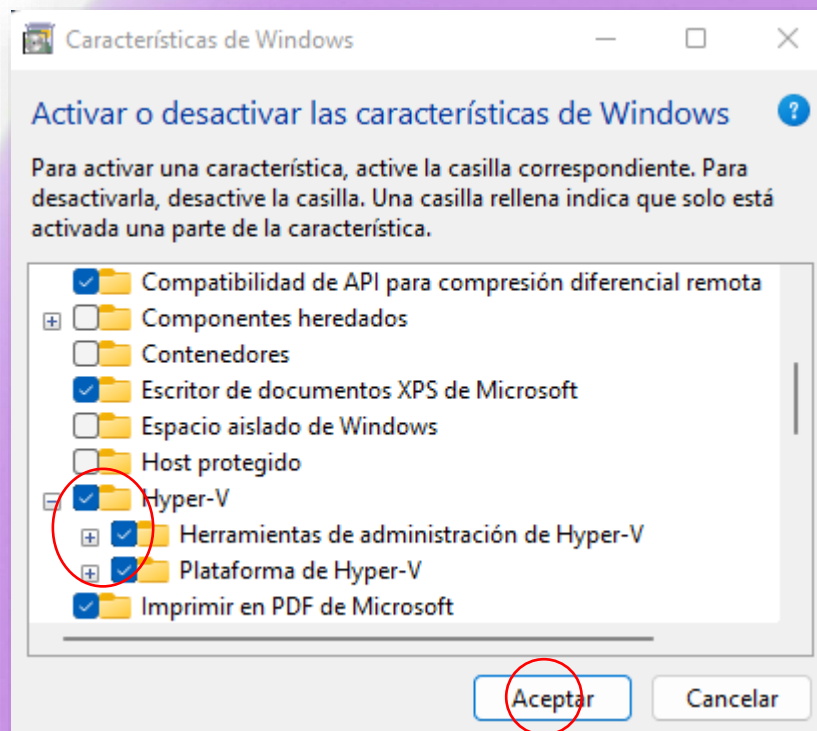 Características de Windows
Activar o desactivar las características de Windows
?
Para activar una característica, active la casilla correspondiente. Para
desactivarla, desactive la casilla. Una casilla rellena indica que solo está
activada una parte de la característica.
Compatibilidad de API para compresión diferencial remota
Componentes heredados
Contenedores
Escritor de documentos XPS de Microsoft
Espacio aislado de Windows
Host protegido
Hyper-V
Herramientas de administración de Hyper-V
Plataforma de Hyper-V
Imprimir en PDF de Microsoft
Aceptar Cancelar